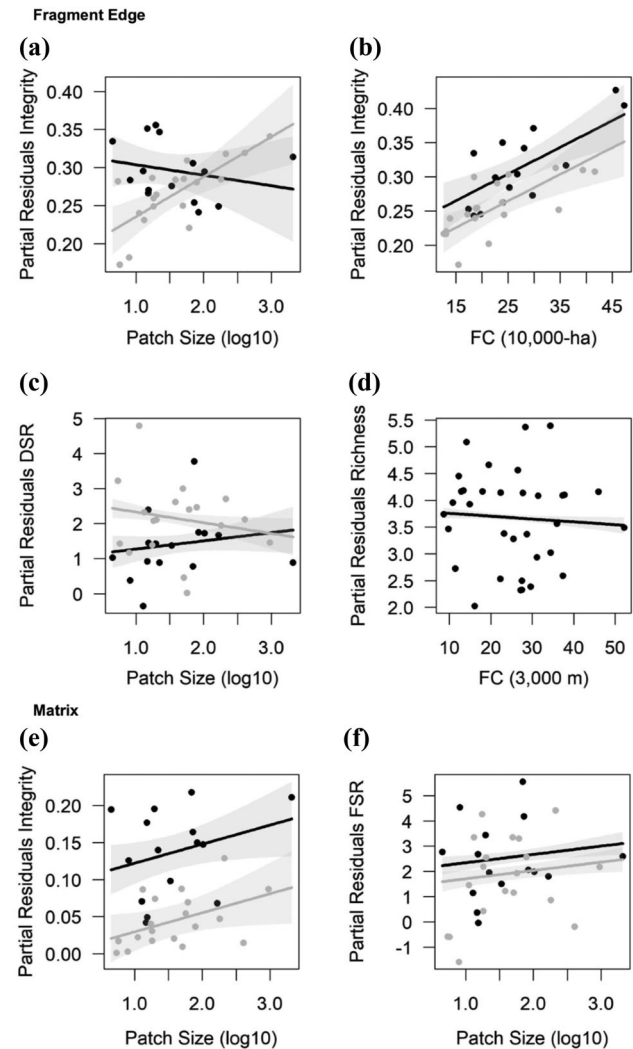 Fragment Edge
(a)
(b)
Partial Residuals Integrity
0.40
0.35
0.30
0.25
0.20
1.0 2.0 3.0
Patch Size (log10)
Partial Residuals Integrity
0.40
0.35
0.30
0.25
0.20
15 25 35 45
FC (10,000-ha)
(c)
(d)
Partial Residuals DSR
5
4
3
2
1
0
1.0 2.0 3.0
Patch Size (log10)
Partial Residuals Richness
5.5
5.0
4.5
4.0
3.5
3.0
2.5
2.0
10 20 30 40 50
FC (3,000 m)
Matrix
(e)
(f)
Partial Residuals Integrity
0.20
0.15
0.10
0.05
0.00
1.0 2.0 3.0
Patch Size (log10)
Partial Residuals FSR
5
4
3
2
1
0
-1
1.0 2.0 3.0
Patch Size (log10)